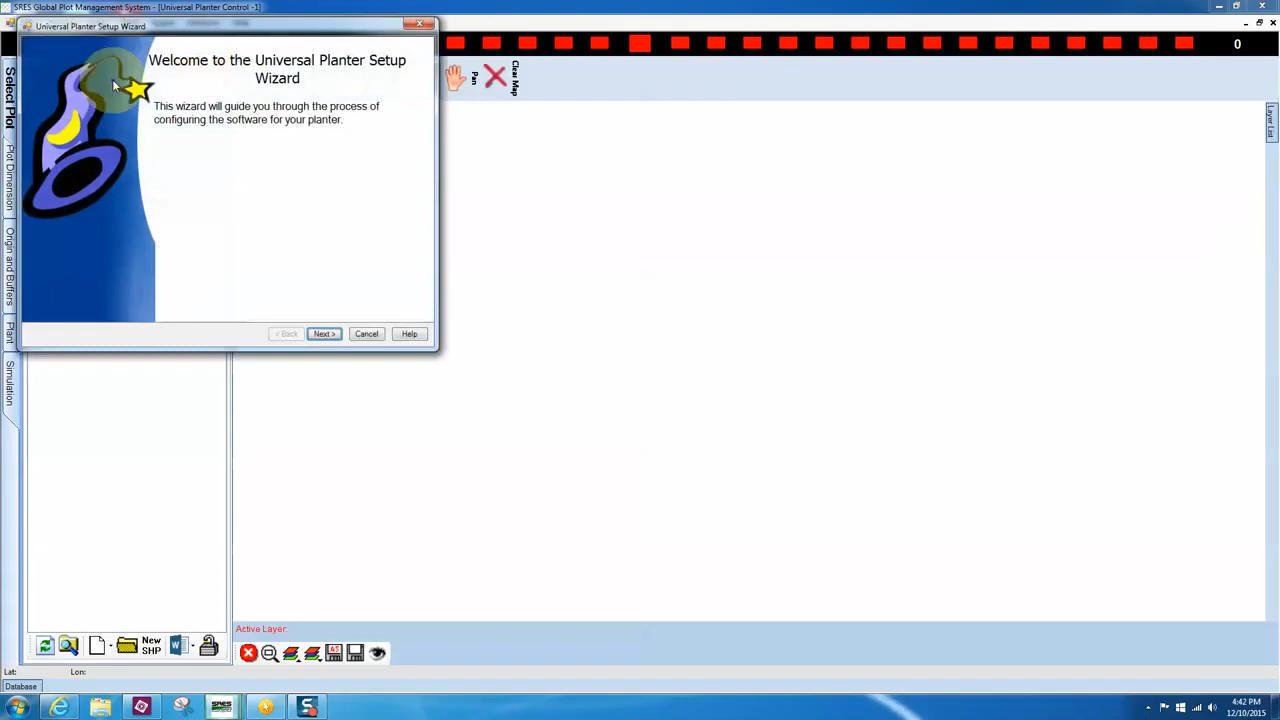 SRES Global Plot Management System - [Universal Planter Control -1]
Universal Planter Setup Wizard
0
Welcome to the Universal Planter Setup
Wizard
This wizard will guide you through the process of
configuring the software for your planter.
< Back
Next >
Cancel
Help
Select Plot
Plot Dimension
Origin and Buffers
Plant
Simulation
Pan
Clear Map
Layer List
Active Layer:
New
SHP
Lat:
Lon:
Database
SRES
4:42 PM
12/10/2015